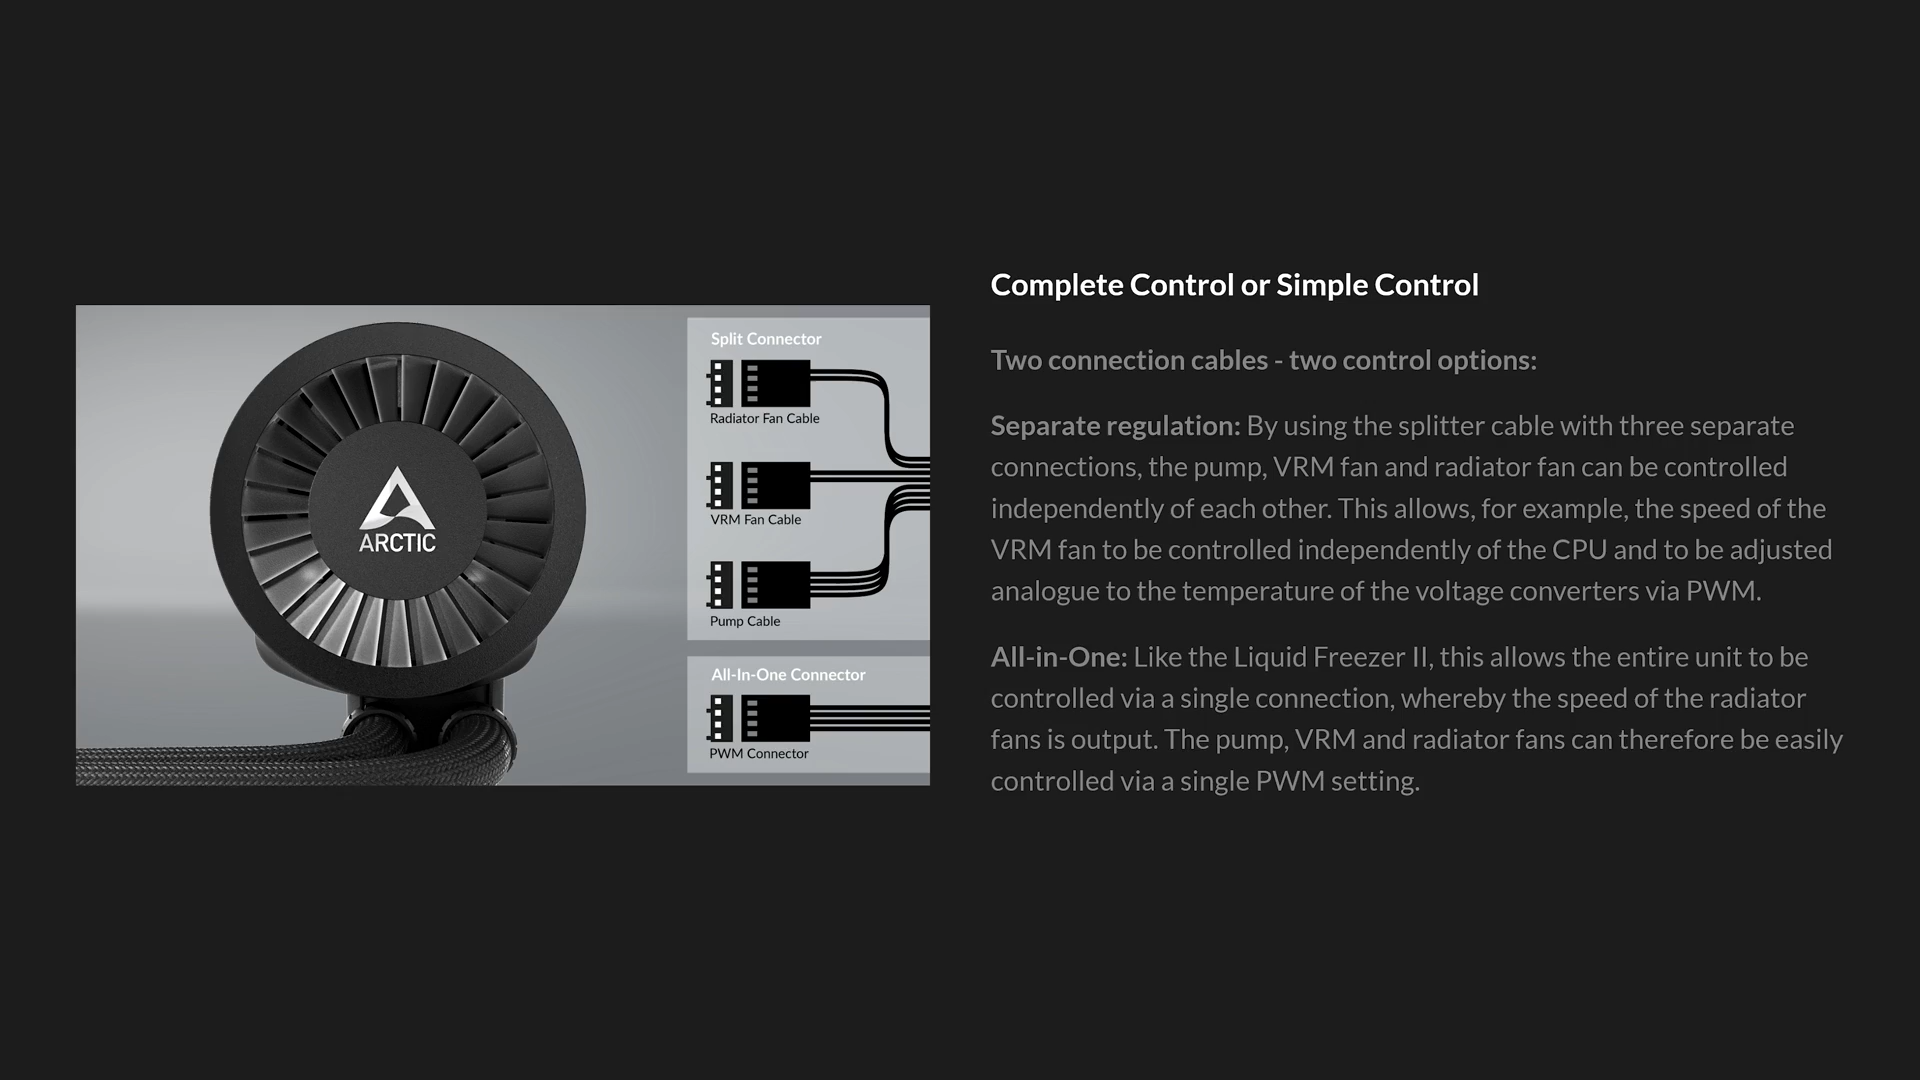 ARCTIC
Split Connector
Radiator Fan Cable
VRM Fan Cable
Pump Cable
All-In-One Connector
PWM Connector
Complete Control or Simple Control
Two connection cables - two control options:
Separate regulation: By using the splitter cable with three separate
connections, the pump, VRM fan and radiator fan can be controlled
independently of each other. This allows, for example, the speed of the
VRM fan to be controlled independently of the CPU and to be adjusted
analogue to the temperature of the voltage converters via PWM.
All-in-One: Like the Liquid Freezer II, this allows the entire unit to be
controlled via a single connection, whereby the speed of the radiator
fans is output. The pump, VRM and radiator fans can therefore be easily
controlled via a single PWM setting.